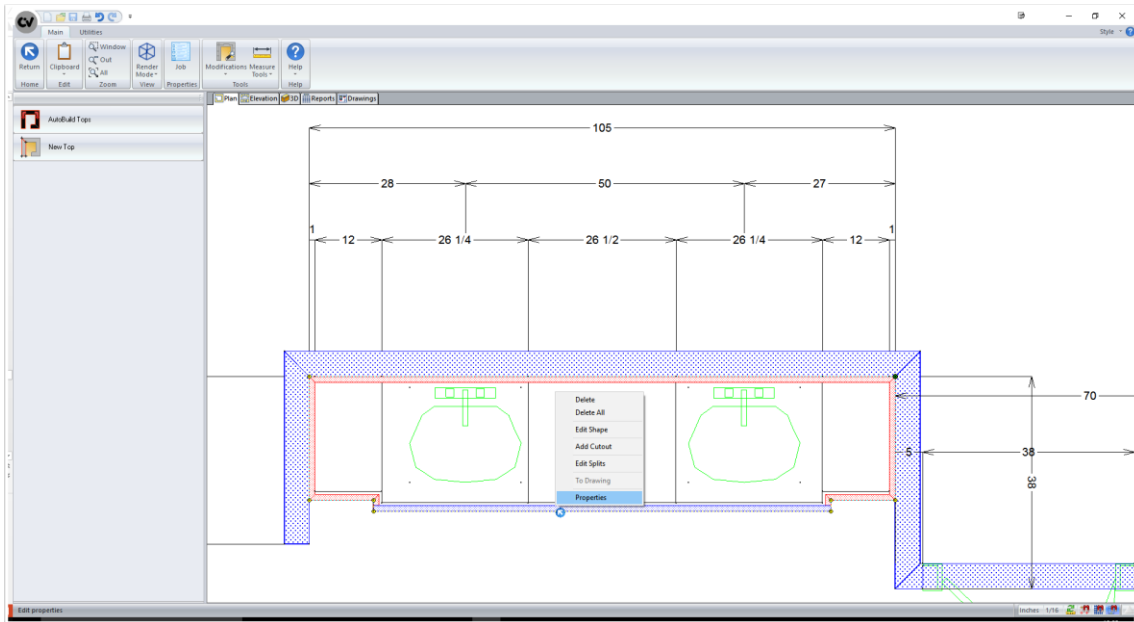 CV
Main Utilities
Style
Return
Clipboard
Window
Out
All
Render
Mode
Job
Modifications
Measure
Tools
Help
Home
Edit
Zoom
View
Properties
Tools
Help
Plan Elevation 3D Reports Drawings
AutoBuild Tops
New Top
105
28 50 27
1 1
12 26 1/4 26 1/2 26 1/4 12
70
5 38
38
Delete
Delete All
Edit Shape
Add Cutout
Edit Splits
To Drawing
Properties
Edit properties
Inches 1/16